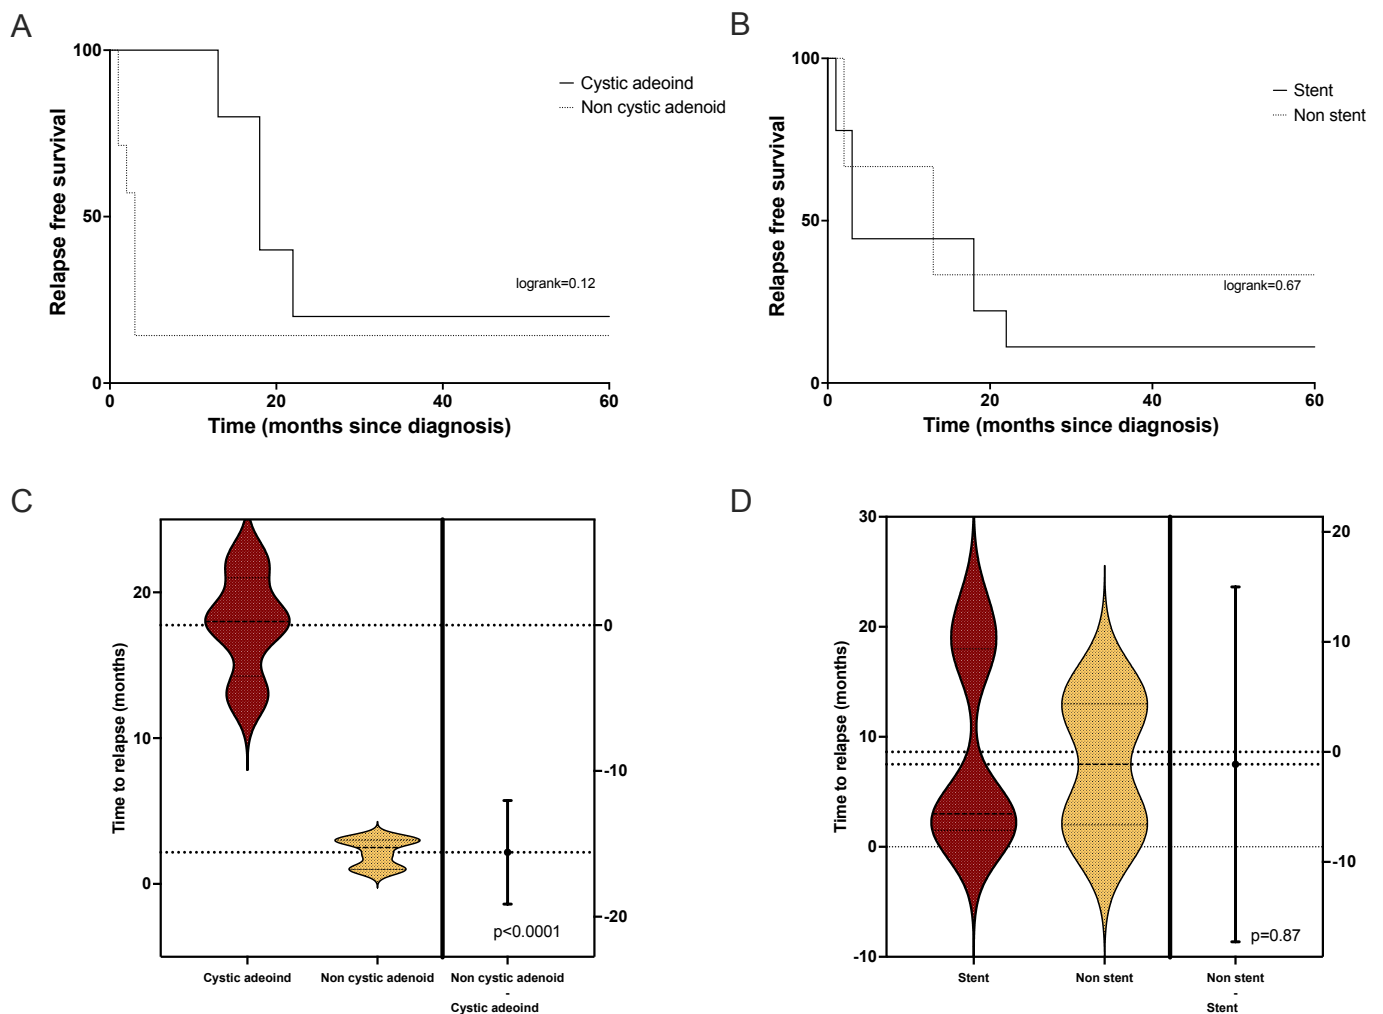 A
100
50
0
0
20
40
60
Relapse free survival
Time (months since diagnosis)
Cystic adeoind
Non cystic adenoid
logrank=0.12
B
100
50
0
0
20
40
60
Relapse free survival
Time (months since diagnosis)
Stent
Non stent
logrank=0.67
C
20
10
0
Time to relapse (months)
0
-10
-20
p<0.0001
Cystic adeoind
Non cystic adenoid
Non cystic adenoid
-
Cystic adeoind
D
30
20
10
0
-10
Time to relapse (months)
20
10
0
-10
p=0.87
Stent
Non stent
Non stent
-
Stent